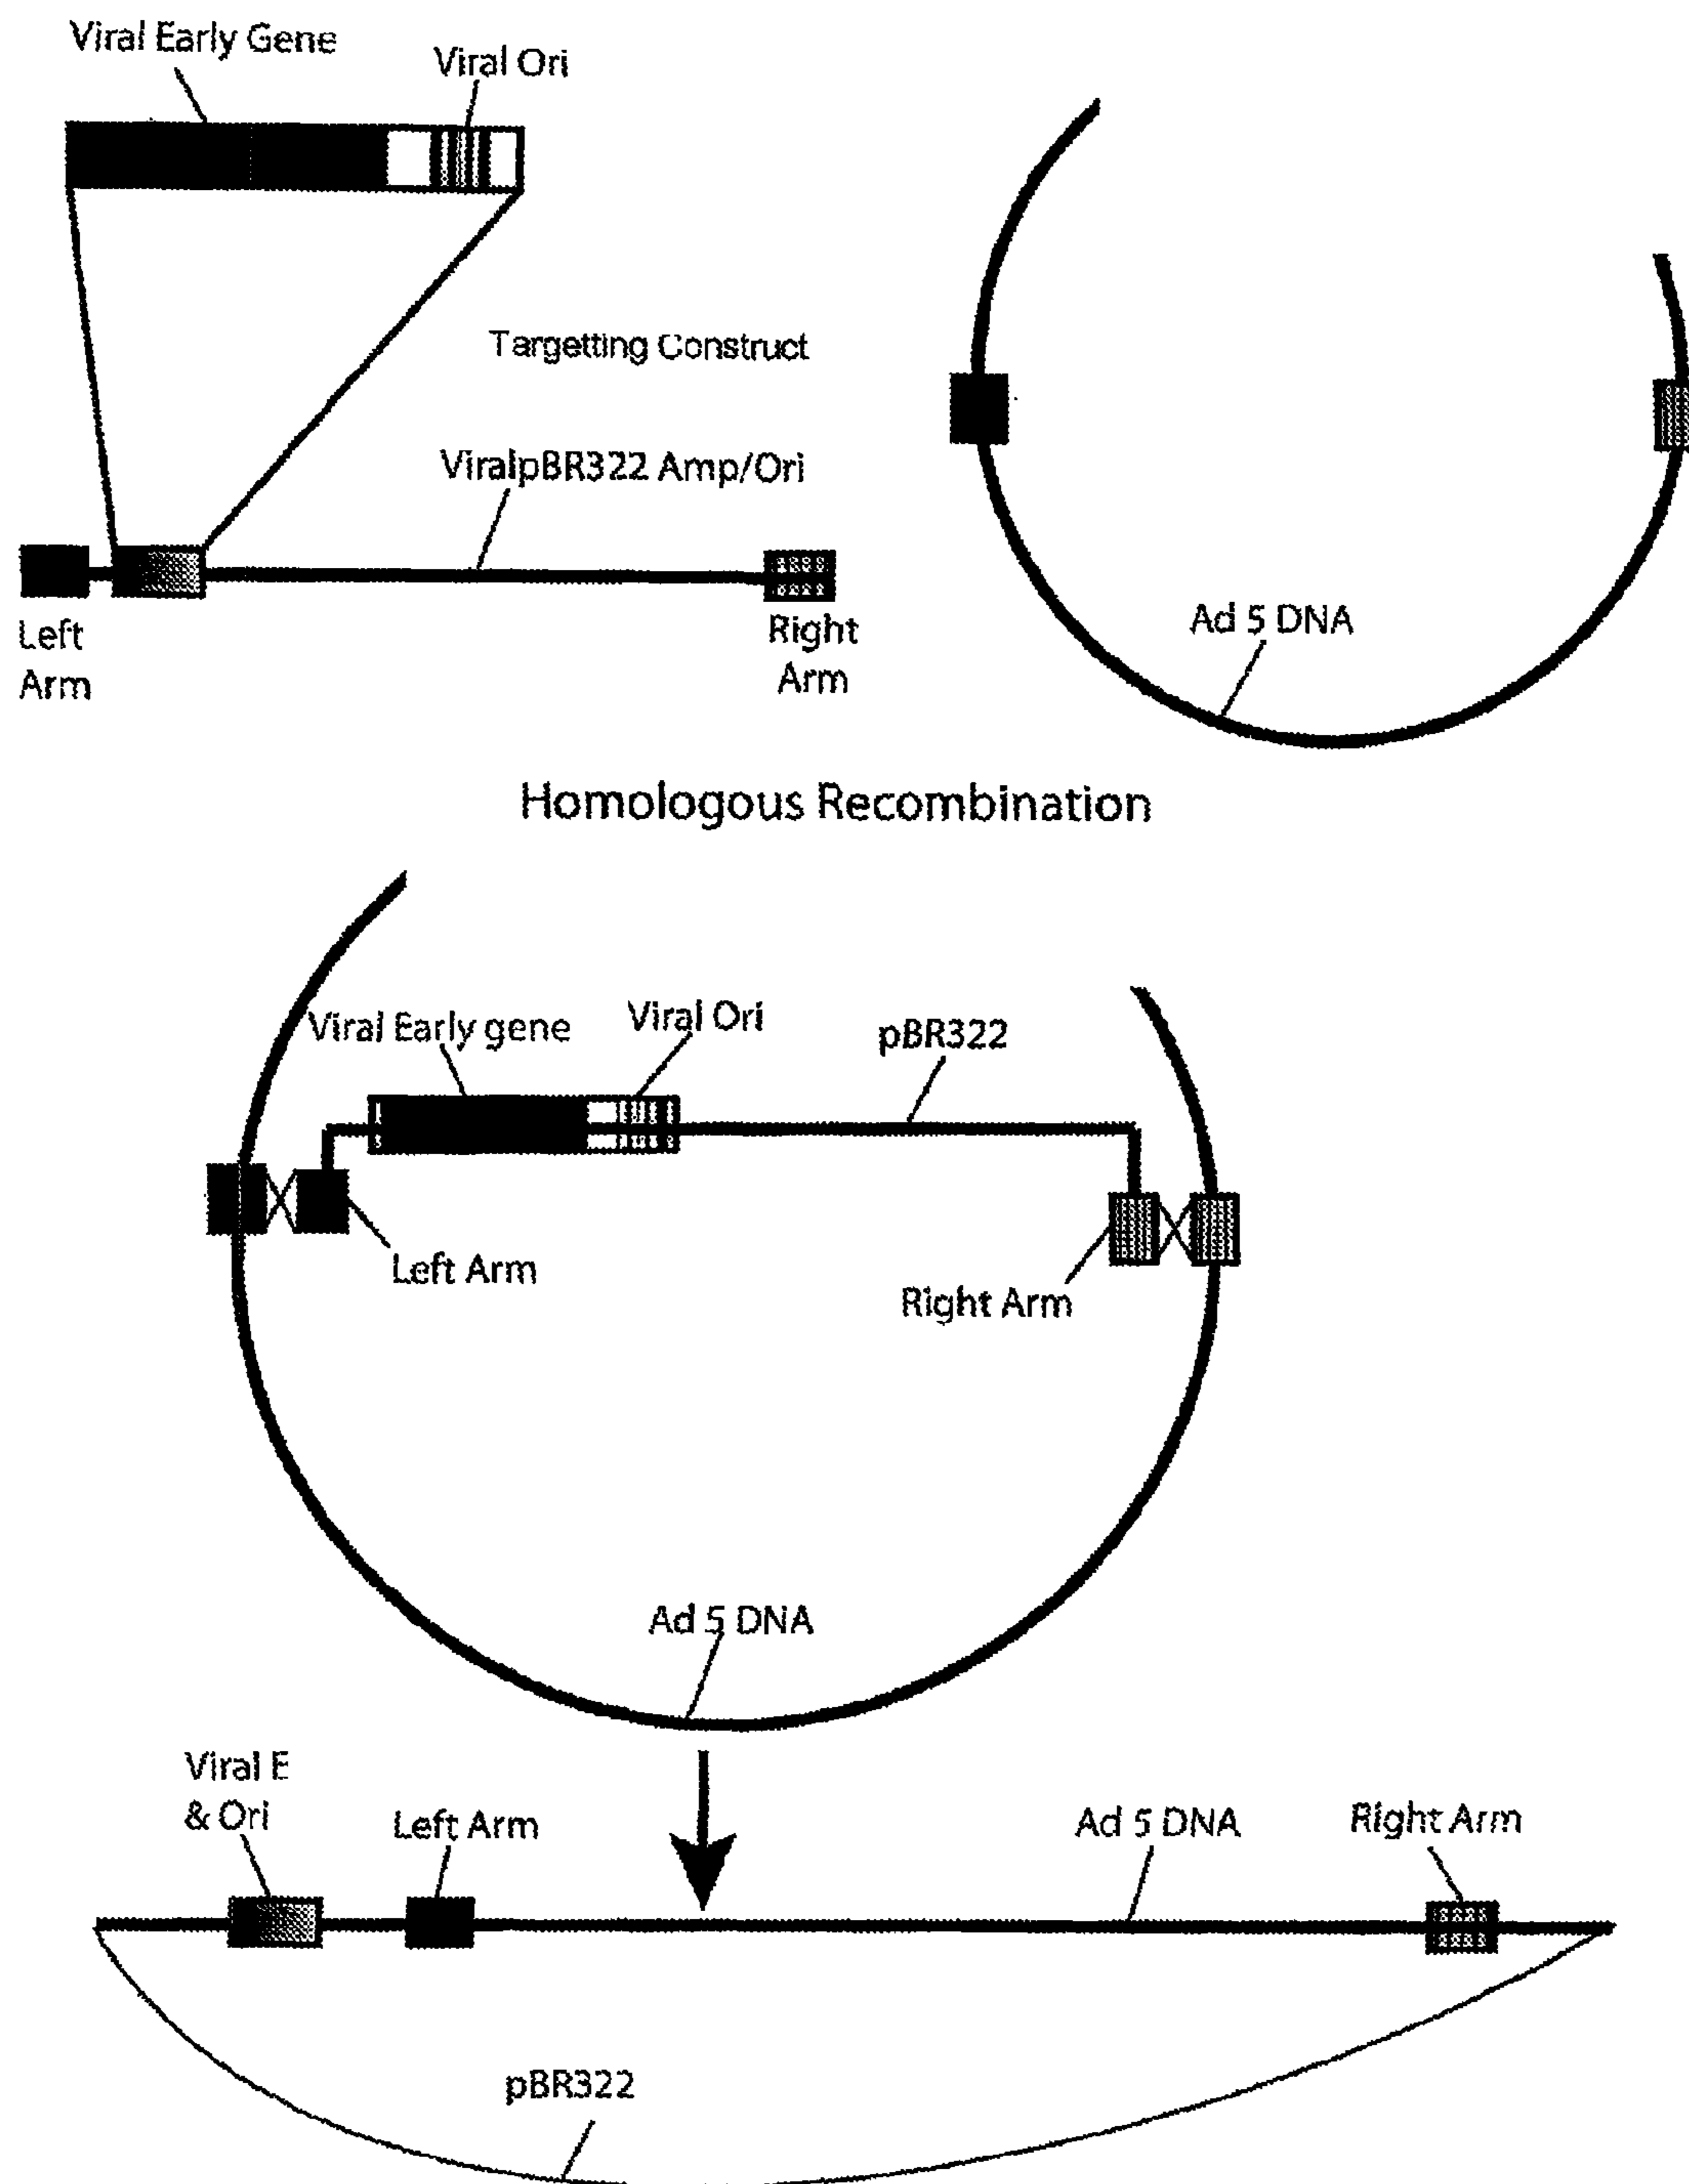 Viral Early Gene
Viral Ori
Targetting Construct
ViralpBR322 Amp/Ori
Left
Arm
Right
Arm
Ad 5 DNA
Homologous Recombination
Viral Early gene
Viral Ori
pBR322
Left Arm
Right Arm
Ad 5 DNA
Viral E
& Ori
Left Arm
Ad 5 DNA
Right Arm
pBR322